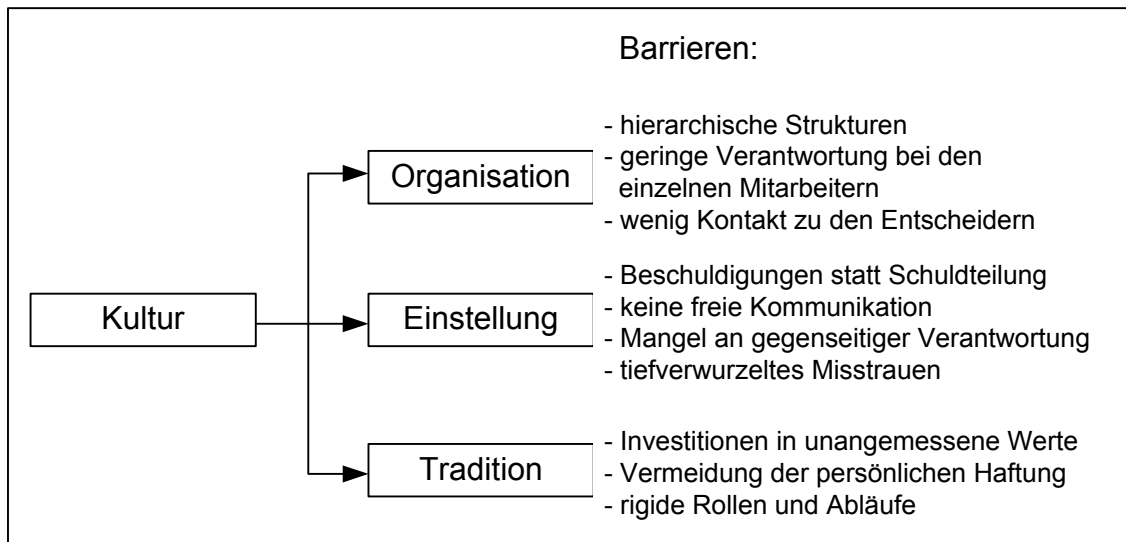 Barrieren:
Organisation
- hierarchische Strukturen
- geringe Verantwortung bei den
einzelnen Mitarbeitern
- wenig Kontakt zu den Entscheidern
Kultur
Einstellung
- Beschuldigungen statt Schuldteilung
- keine freie Kommunikation
- Mangel an gegenseitiger Verantwortung
- tiefverwurzeltes Misstrauen
Tradition
- Investitionen in unangemessene Werte
- Vermeidung der persönlichen Haftung
- rigide Rollen und Abläufe